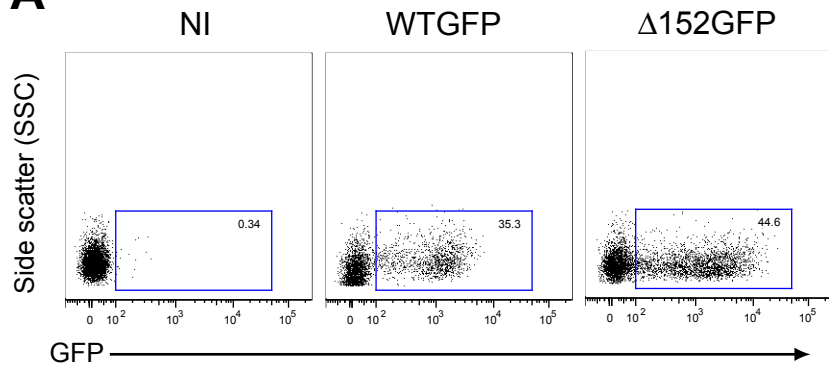 A
NI WTGFP Δ152GFP
Side scatter (SSC)
0.34 35.3 44.6
0 10² 10³ 10⁴ 10⁵ 0 10² 10³ 10⁴ 10⁵ 0 10² 10³ 10⁴ 10⁵
GFP